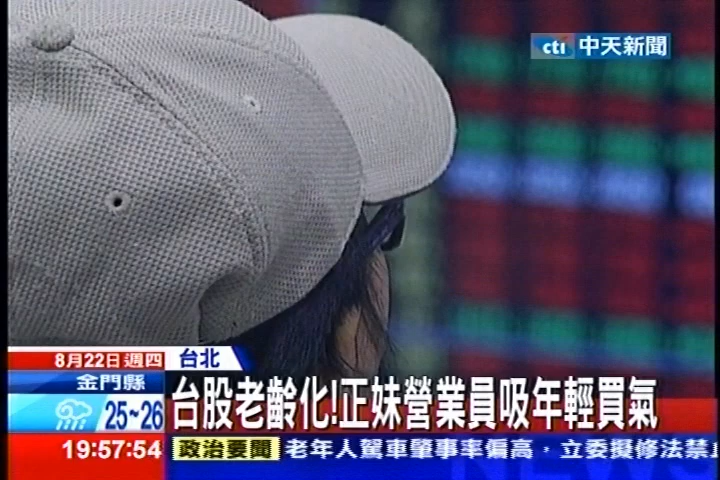 cti 中天新聞
8月22日週四 台北
金門縣
25~26
台股老齡化!正妹營業員吸年輕買氣
19:57:54 政治要聞 老年人駕車肇事率偏高，立委擬修法禁」
NEWS